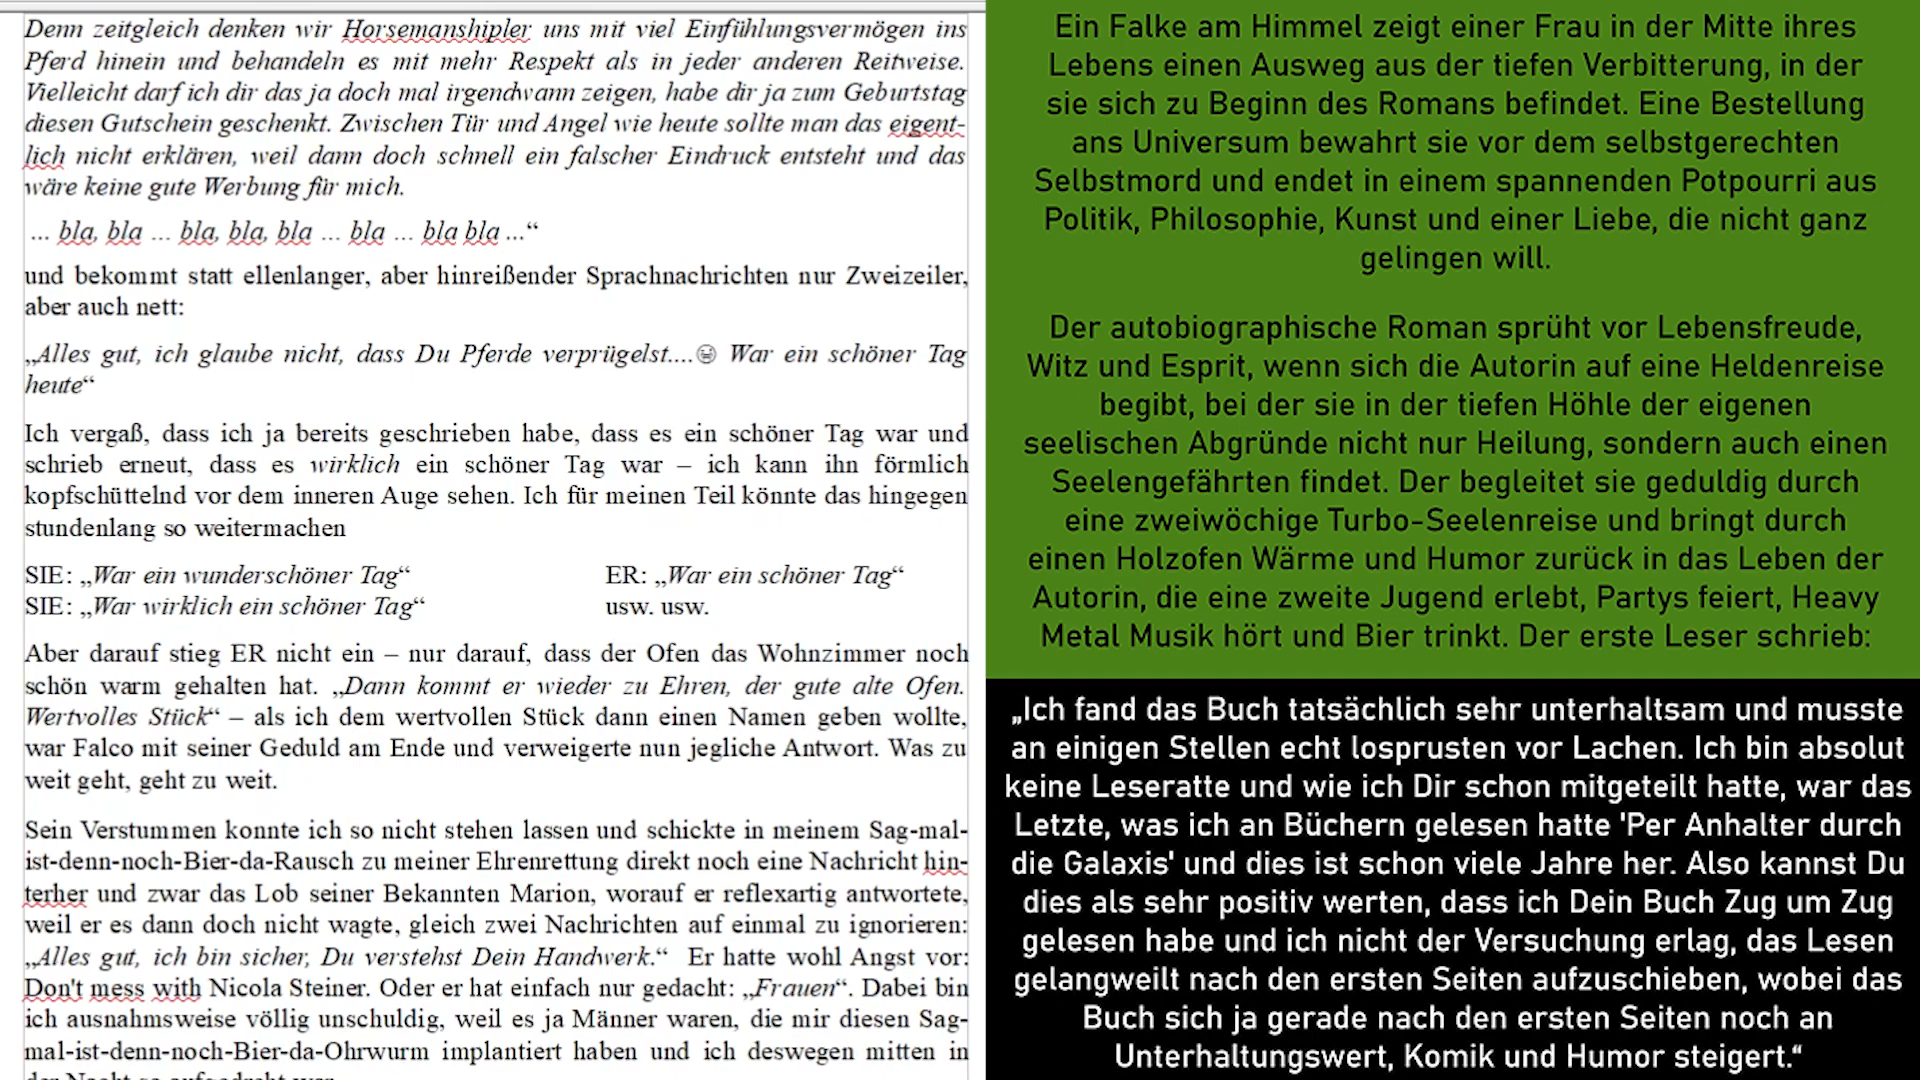 Denn zeitgleich denken wir Horsemanshipler uns mit viel Einfühlungsvermögen ins
Pferd hinein und behandeln es mit mehr Respekt als in jeder anderen Reitweise.
Vielleicht darf ich dir das ja doch mal irgendwann zeigen, habe dir ja zum Geburtstag
diesen Gutschein geschenkt. Zwischen Tür und Angel wie heute sollte man das eigent-
lich nicht erklären, weil dann doch schnell ein falscher Eindruck entsteht und das
wäre keine gute Werbung für mich.
... bla, bla ... bla, bla, bla ... bla ... bla bla ...“
und bekommt statt ellenlanger, aber hinreißender Sprachnachrichten nur Zweizeiler,
aber auch nett:
„Alles gut, ich glaube nicht, dass Du Pferde verprügelst....😀 War ein schöner Tag
heute“
Ich vergaß, dass ich ja bereits geschrieben habe, dass es ein schöner Tag war und
schrieb erneut, dass es wirklich ein schöner Tag war – ich kann ihn förmlich
kopfschüttelnd vor dem inneren Auge sehen. Ich für meinen Teil könnte das hingegen
stundenlang so weitermachen
SIE: „War ein wunderschöner Tag“ ER: „War ein schöner Tag“
SIE: „War wirklich ein schöner Tag“ usw. usw.
Aber darauf stieg ER nicht ein – nur darauf, dass der Ofen das Wohnzimmer noch
schön warm gehalten hat. „Dann kommt er wieder zu Ehren, der gute alte Ofen.
Wertvolles Stück“ – als ich dem wertvollen Stück dann einen Namen geben wollte,
war Falco mit seiner Geduld am Ende und verweigerte nun jegliche Antwort. Was zu
weit geht, geht zu weit.
Sein Verstummen konnte ich so nicht stehen lassen und schickte in meinem Sag-mal-
ist-denn-noch-Bier-da-Rausch zu meiner Ehrenrettung direkt noch eine Nachricht hin-
terher und zwar das Lob seiner Bekannten Marion, worauf er reflexartig antwortete,
weil er es dann doch nicht wagte, gleich zwei Nachrichten auf einmal zu ignorieren:
„Alles gut, ich bin sicher, Du verstehst Dein Handwerk.“ Er hatte wohl Angst vor:
Don't mess with Nicola Steiner. Oder er hat einfach nur gedacht: „Frauen“. Dabei bin
ich ausnahmsweise völlig unschuldig, weil es ja Männer waren, die mir diesen Sag-
mal-ist-denn-noch-Bier-da-Ohrwurm implantiert haben und ich deswegen mitten in
Ein Falke am Himmel zeigt einer Frau in der Mitte ihres
Lebens einen Ausweg aus der tiefen Verbitterung, in der
sie sich zu Beginn des Romans befindet. Eine Bestellung
ans Universum bewahrt sie vor dem selbstgerechten
Selbstmord und endet in einem spannenden Potpourri aus
Politik, Philosophie, Kunst und einer Liebe, die nicht ganz
gelingen will.
Der autobiographische Roman sprüht vor Lebensfreude,
Witz und Esprit, wenn sich die Autorin auf eine Heldenreise
begibt, bei der sie in der tiefen Höhle der eigenen
seelischen Abgründe nicht nur Heilung, sondern auch einen
Seelengefährten findet. Der begleitet sie geduldig durch
eine zweiwöchige Turbo-Seelenreise und bringt durch
einen Holzofen Wärme und Humor zurück in das Leben der
Autorin, die eine zweite Jugend erlebt, Partys feiert, Heavy
Metal Musik hört und Bier trinkt. Der erste Leser schrieb:
„Ich fand das Buch tatsächlich sehr unterhaltsam und musste
an einigen Stellen echt losprusten vor Lachen. Ich bin absolut
keine Leseratte und wie ich Dir schon mitgeteilt hatte, war das
Letzte, was ich an Büchern gelesen hatte 'Per Anhalter durch
die Galaxis' und dies ist schon viele Jahre her. Also kannst Du
dies als sehr positiv werten, dass ich Dein Buch Zug um Zug
gelesen habe und ich nicht der Versuchung erlag, das Lesen
gelangweilt nach den ersten Seiten aufzuschieben, wobei das
Buch sich ja gerade nach den ersten Seiten noch an
Unterhaltungswert, Komik und Humor steigert.“